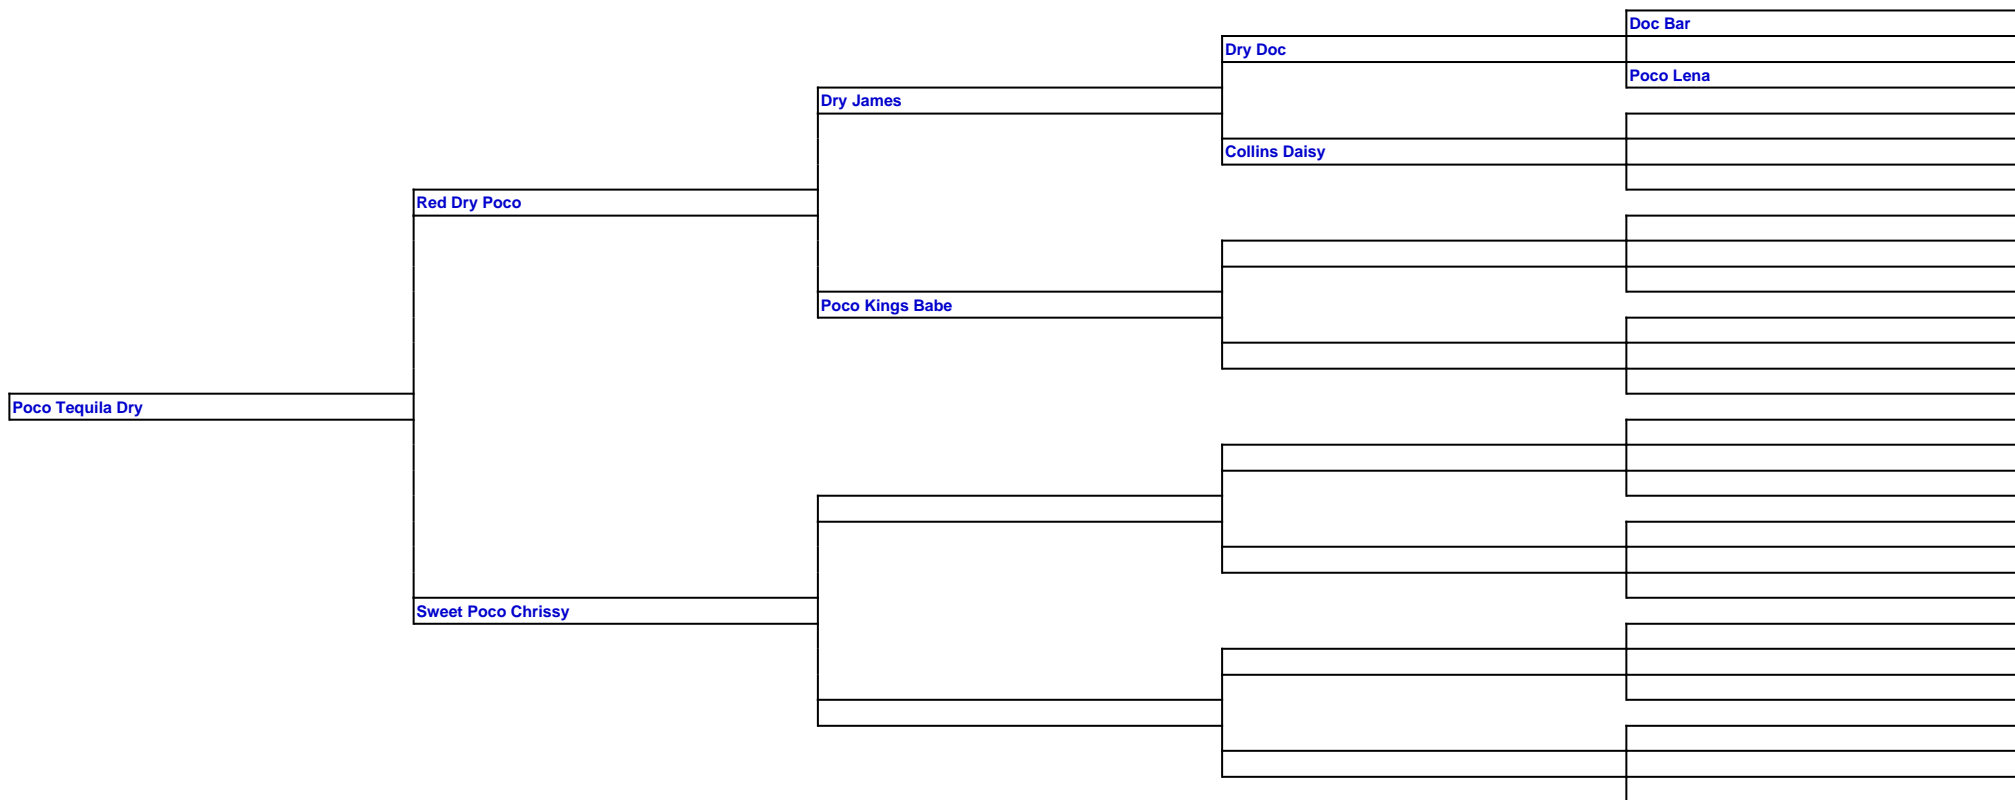 Doc Bar
Dry Doc
Poco Lena
Dry James
Collins Daisy
Red Dry Poco
Poco Kings Babe
Poco Tequila Dry
Sweet Poco Chrissy